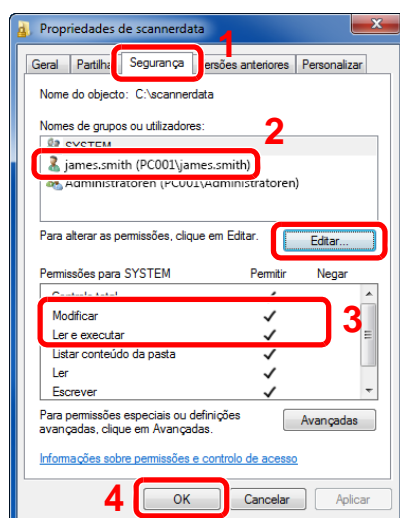 Propriedades de scannerdata
1
Geral Partilha Segurança ersões anteriores Personalizar
Nome do objecto: C:\scannerdata
Nomes de grupos ou utilizadores:
2
SYSTEM
james.smith (PC001\james.smith)
Administratoren (PC001\Administratoren)
Para alterar as permissões, clique em Editar. Editar...
Permissões para SYSTEM Permitir Negar
Controlo total ✓
Modificar ✓
3
Ler e executar ✓
Listar conteúdo da pasta ✓
Ler ✓
Escrever ✓
Para permissões especiais ou definições
avançadas, clique em Avançadas.
Avançadas
Informações sobre permissões e controlo de acesso
4
OK Cancelar Aplicar